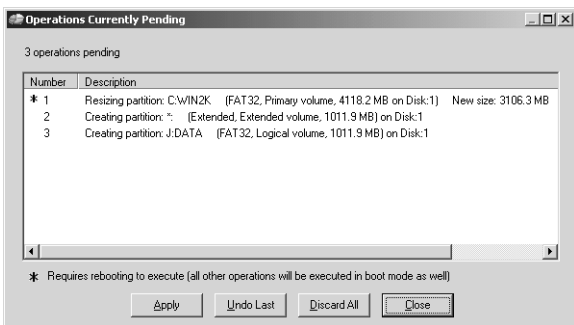 Operations Currently Pending
3 operations pending
Number Description
* 1 Resizing partition: C:WIN2K (FAT32, Primary volume, 4118.2 MB on Disk:1) New size: 3106.3 MB
2 Creating partition: *: (Extended, Extended volume, 1011.9 MB) on Disk:1
3 Creating partition: J:DATA (FAT32, Logical volume, 1011.9 MB) on Disk:1
* Requires rebooting to execute (all other operations will be executed in boot mode as well)
Apply Undo Last Discard All Close